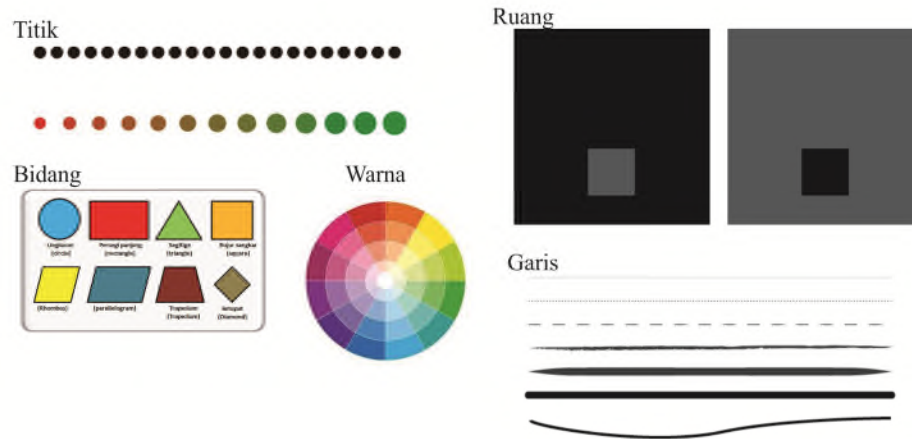 Titik
Ruang
Bidang
Warna
Lingkaran
(circle)
Persegi panjang
(rectangle)
Segitiga
(triangle)
Bujur sangkar
(square)
(Rhombus)
(parallelogram)
Trapesium
(Trapezium)
Ketupat
(Diamond)
Garis